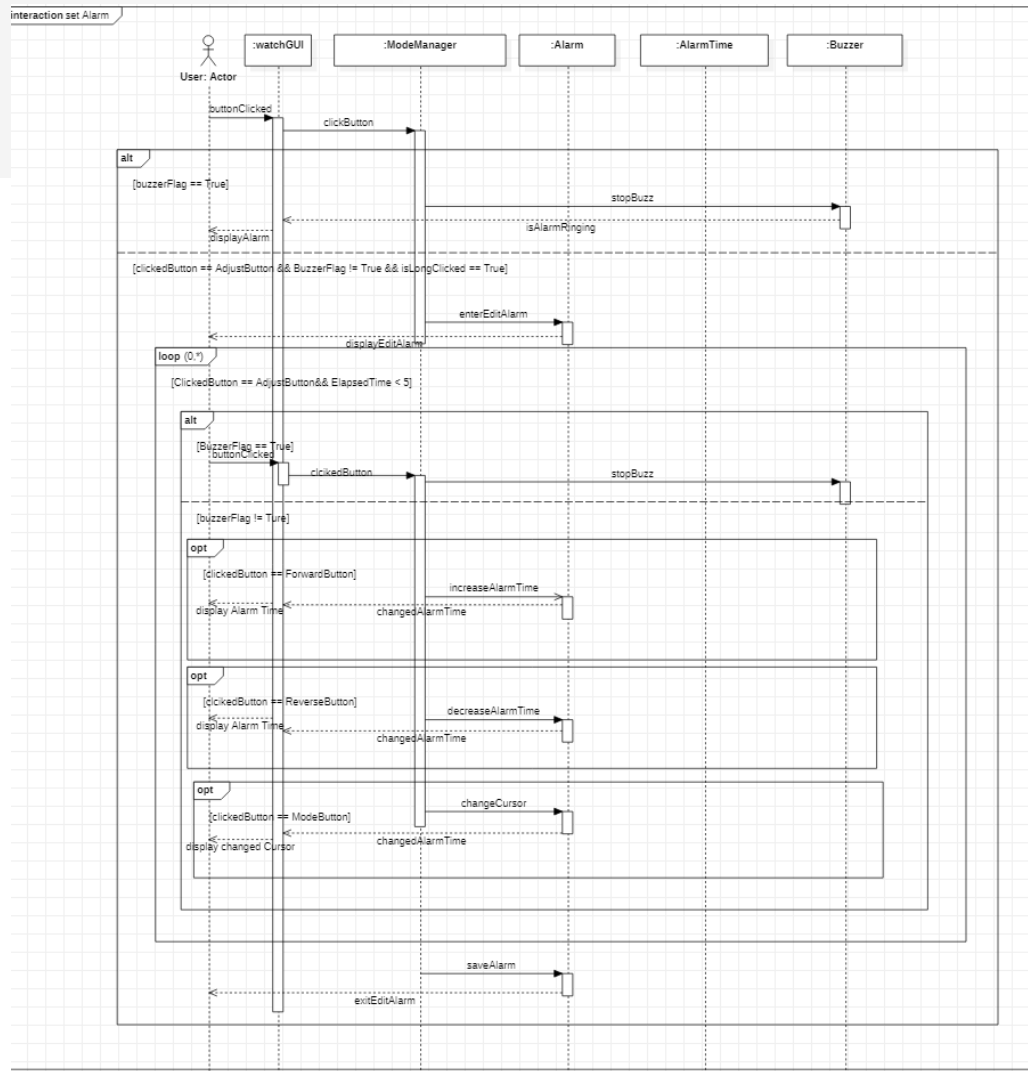 interaction set Alarm
:watchGUI
:ModeManager
:Alarm
:AlarmTime
:Buzzer
User: Actor
buttonClicked
clickButton
alt
[buzzerFlag == True]
stopBuzz
isAlarmRinging
displayAlarm
[clickedButton == AdjustButton && BuzzerFlag != True && isLongClicked == True]
enterEditAlarm
displayEditAlarm
loop (0,*)
[ClickedButton == AdjustButton&& ElapsedTime < 5]
alt
[BuzzerFlag == True]
buttonClicked
clcikedButton
stopBuzz
[buzzerFlag != Ture]
opt
[clickedButton == ForwardButton]
increaseAlarmTime
display Alarm Time
changedAlarmTime
opt
[clcikedButton == ReverseButton]
decreaseAlarmTime
display Alarm Time
changedAlarmTime
opt
changeCursor
[clickedButton == ModeButton]
changedAlarmTime
display changed Cursor
saveAlarm
exitEditAlarm